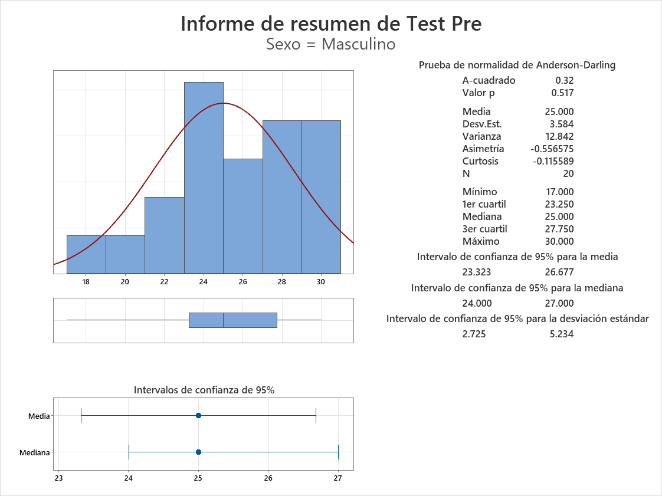 Informe de resumen de Test Pre
Sexo = Masculino
18 20 22 24 26 28 30
Prueba de normalidad de Anderson-Darling
A-cuadrado 0.32
Valor p 0.517
Media 25.000
Desv.Est. 3.584
Varianza 12.842
Asimetría -0.556575
Curtosis -0.115589
N 20
Mínimo 17.000
1er cuartil 23.250
Mediana 25.000
3er cuartil 27.750
Máximo 30.000
Intervalo de confianza de 95% para la media
23.323 26.677
Intervalo de confianza de 95% para la mediana
24.000 27.000
Intervalo de confianza de 95% para la desviación estándar
2.725 5.234
Intervalos de confianza de 95%
Media
Mediana
23 24 25 26 27